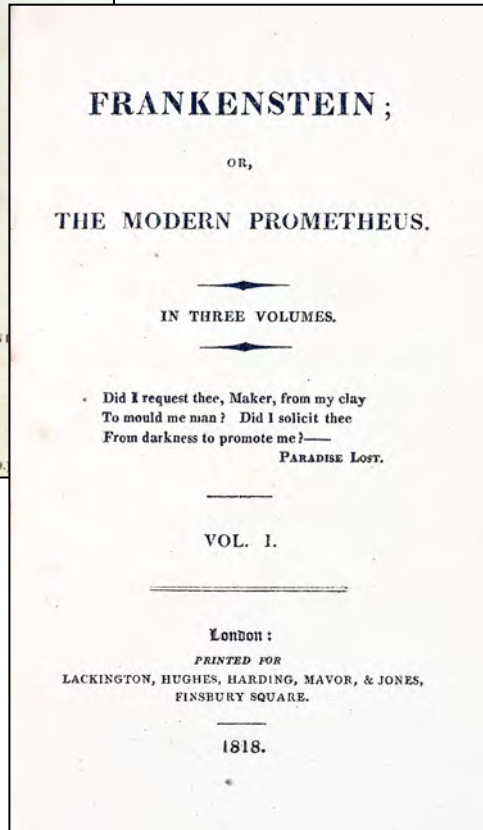 FRANKENSTEIN;
OR,
THE MODERN PROMETHEUS.
IN THREE VOLUMES.
Did I request thee, Maker, from my clay
To mould me man? Did I solicit thee
From darkness to promote me?——
PARADISE LOST.
VOL. I.
London:
PRINTED FOR
LACKINGTON, HUGHES, HARDING, MAVOR, & JONES,
FINSBURY SQUARE.
1818.